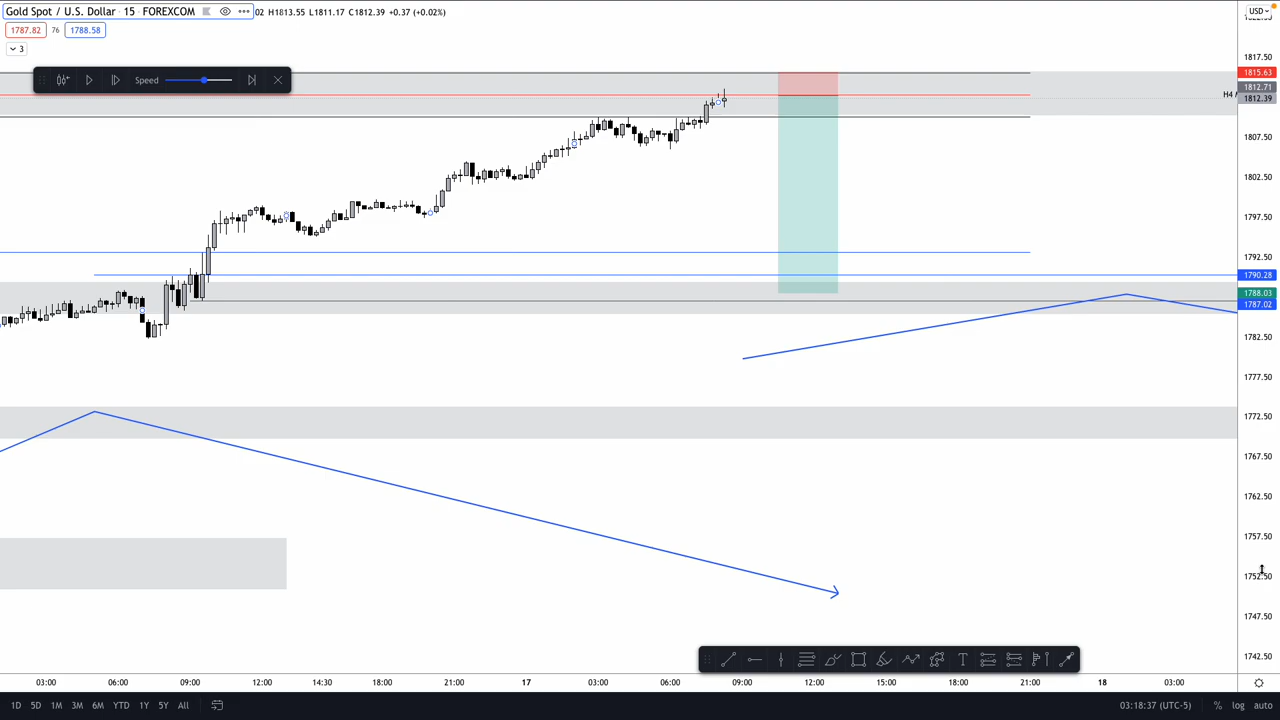 Gold Spot / U.S. Dollar · 15 · FOREXCOM
02 H1813.55 L1811.17 C1812.39 +0.37 (+0.02%)
USD
1787.82 76 1788.58
3
Speed
1817.50
1815.63
1812.71
H4
1812.39
1807.50
1802.50
1797.50
1792.50
1790.28
1788.03
1787.02
1782.50
1777.50
1772.50
1767.50
1762.50
1757.50
1752.50
1747.50
1742.50
03:00 06:00 09:00 12:00 14:30 18:00 21:00 17 03:00 06:00 09:00 12:00 15:00 18:00 21:00 18 03:00
1D 5D 1M 3M 6M YTD 1Y 5Y All
03:18:37 (UTC-5) % log auto